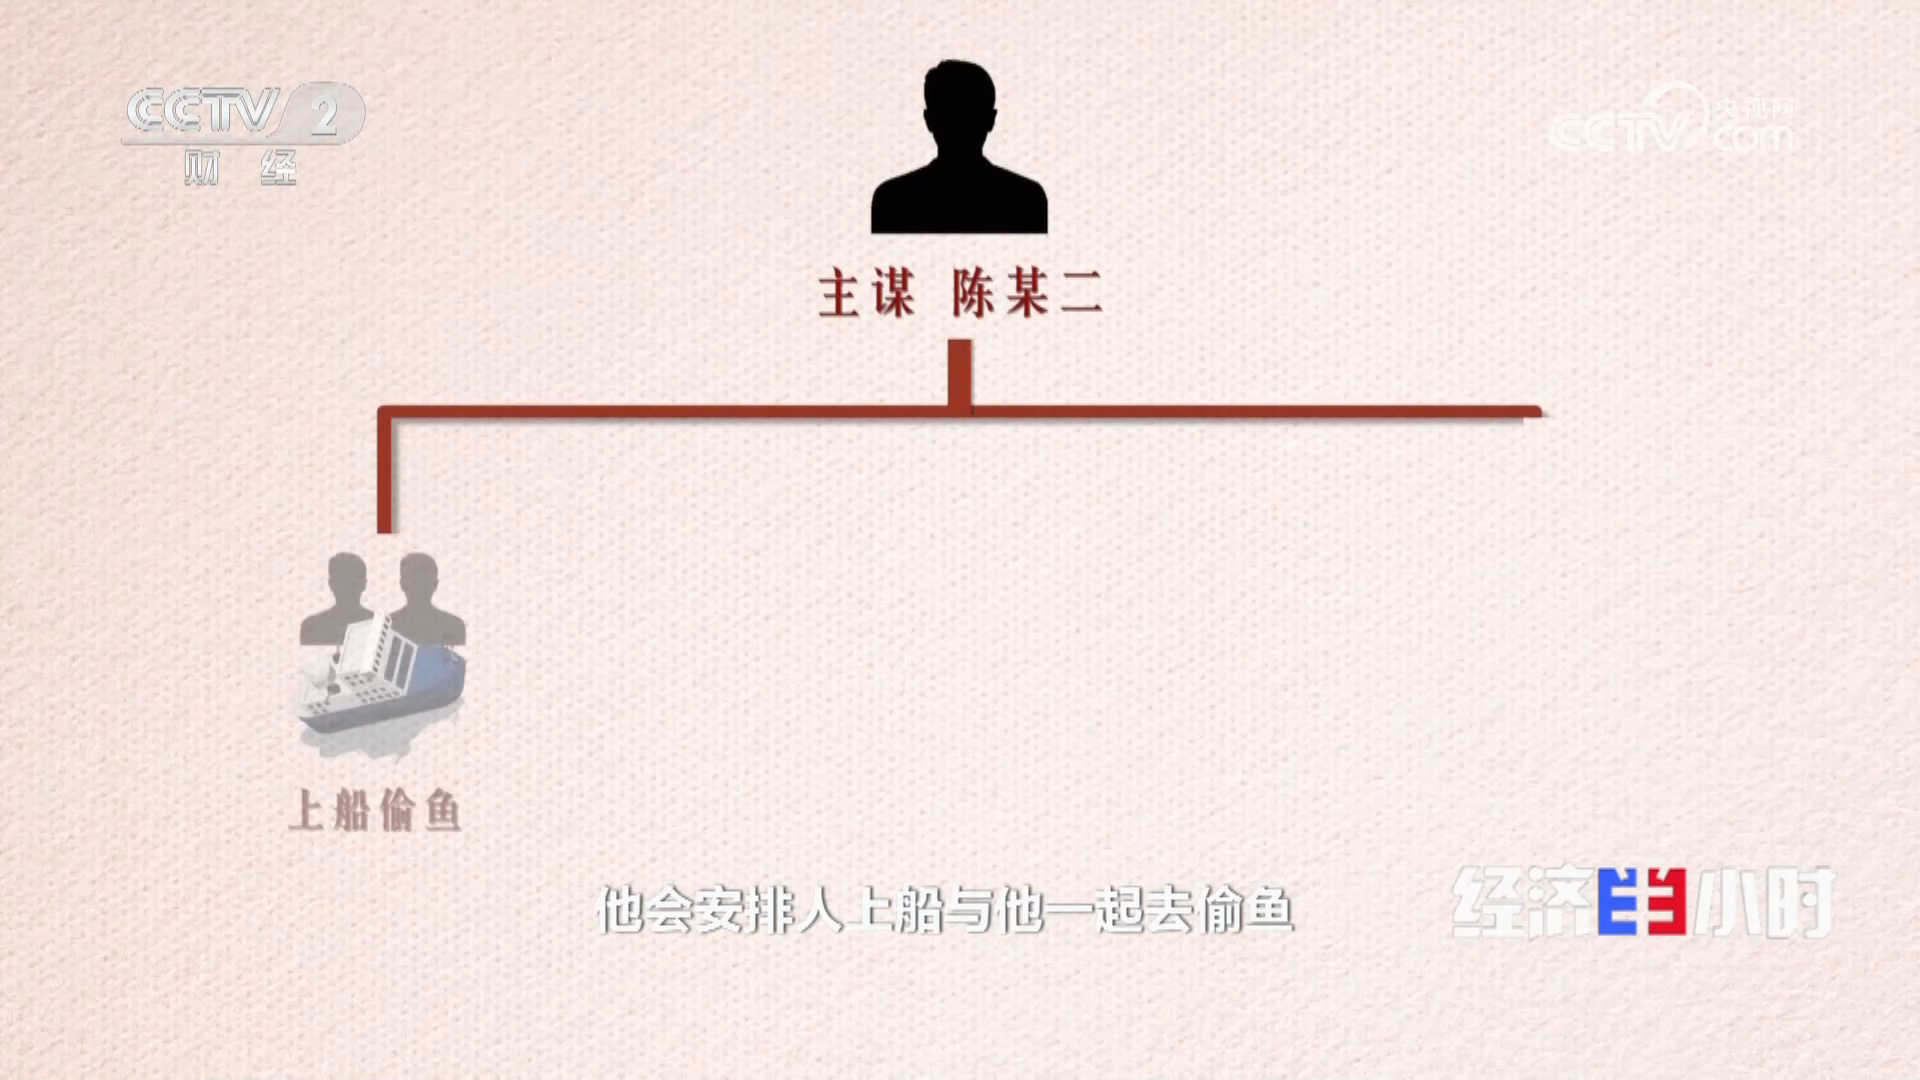 CCTV 2
财 经
央视网
CCTV.com
主谋 陈某二
上船偷鱼
他会安排人上船与他一起去偷鱼
经济半小时